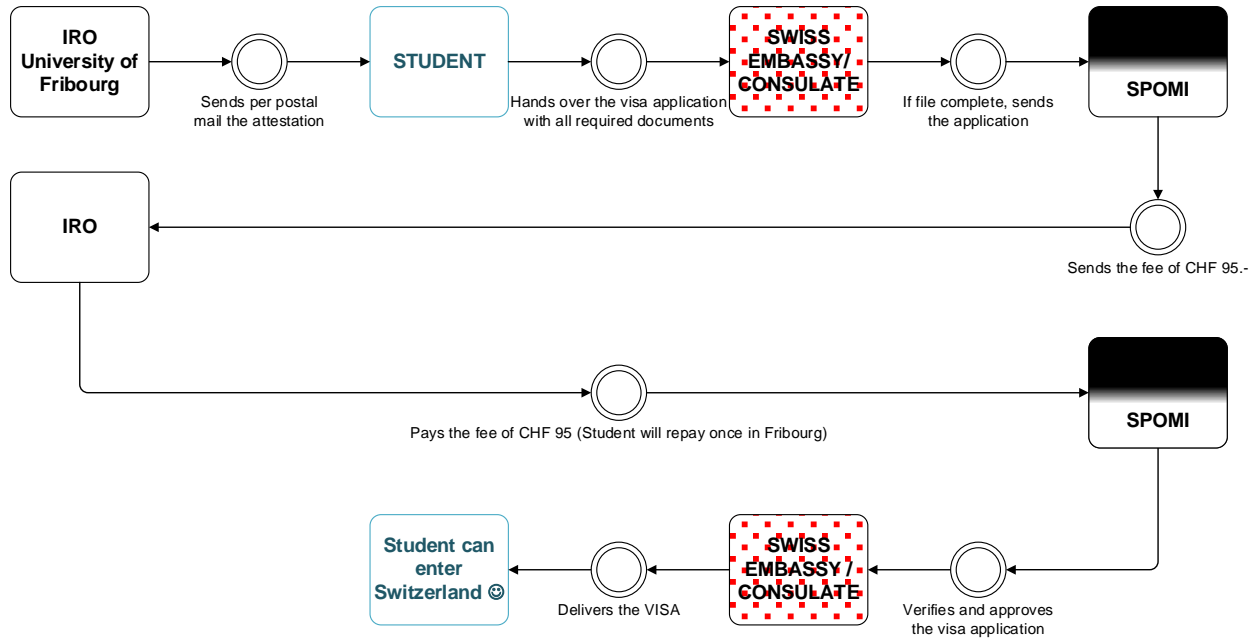 IRO
University of
Fribourg
Sends per postal
mail the attestation
STUDENT
Hands over the visa application
with all required documents
SWISS
EMBASSY/
CONSULATE
If file complete, sends
the application
SPOMI
Sends the fee of CHF 95.-
IRO
Pays the fee of CHF 95 (Student will repay once in Fribourg)
SPOMI
Verifies and approves
the visa application
SWISS
EMBASSY /
CONSULATE
Delivers the VISA
Student can
enter
Switzerland ☺